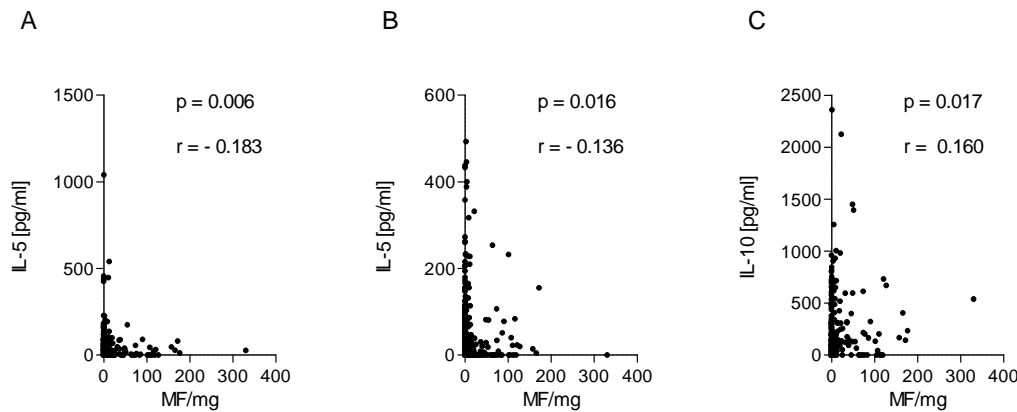 A
B
C
p = 0.006
r = - 0.183
IL-5 [pg/ml]
1500
1000
500
0
0 100 200 300 400
MF/mg
p = 0.016
r = - 0.136
IL-5 [pg/ml]
600
400
200
0
0 100 200 300 400
MF/mg
p = 0.017
r = 0.160
IL-10 [pg/ml]
2500
2000
1500
1000
500
0
0 100 200 300 400
MF/mg